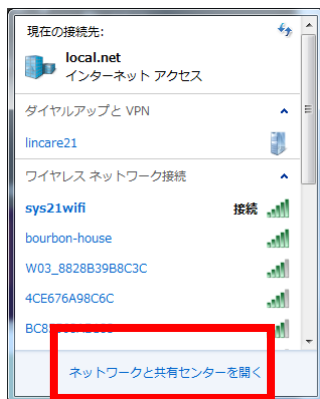 現在の接続先:
local.net
インターネット アクセス
ダイヤルアップと VPN
lincare21
ワイヤレス ネットワーク接続
sys21wifi 接続
bourbon-house
W03_8828B39B8C3C
4CE676A98C6C
ネットワークと共有センターを開く